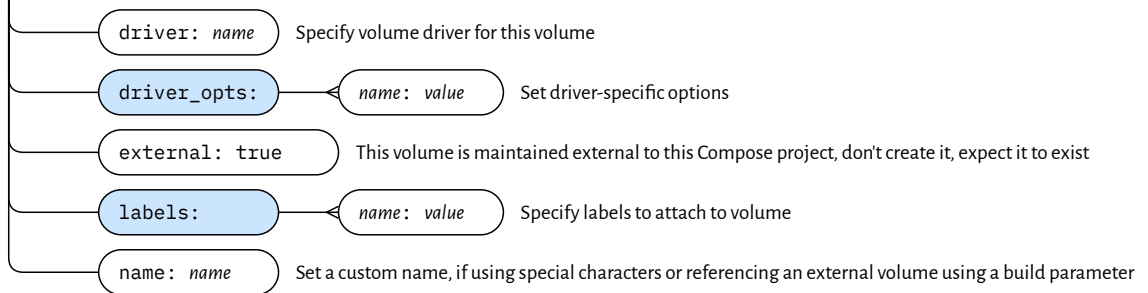 driver: name Specify volume driver for this volume
driver_opts: name: value Set driver-specific options
external: true This volume is maintained external to this Compose project, don't create it, expect it to exist
labels: name: value Specify labels to attach to volume
name: name Set a custom name, if using special characters or referencing an external volume using a build parameter